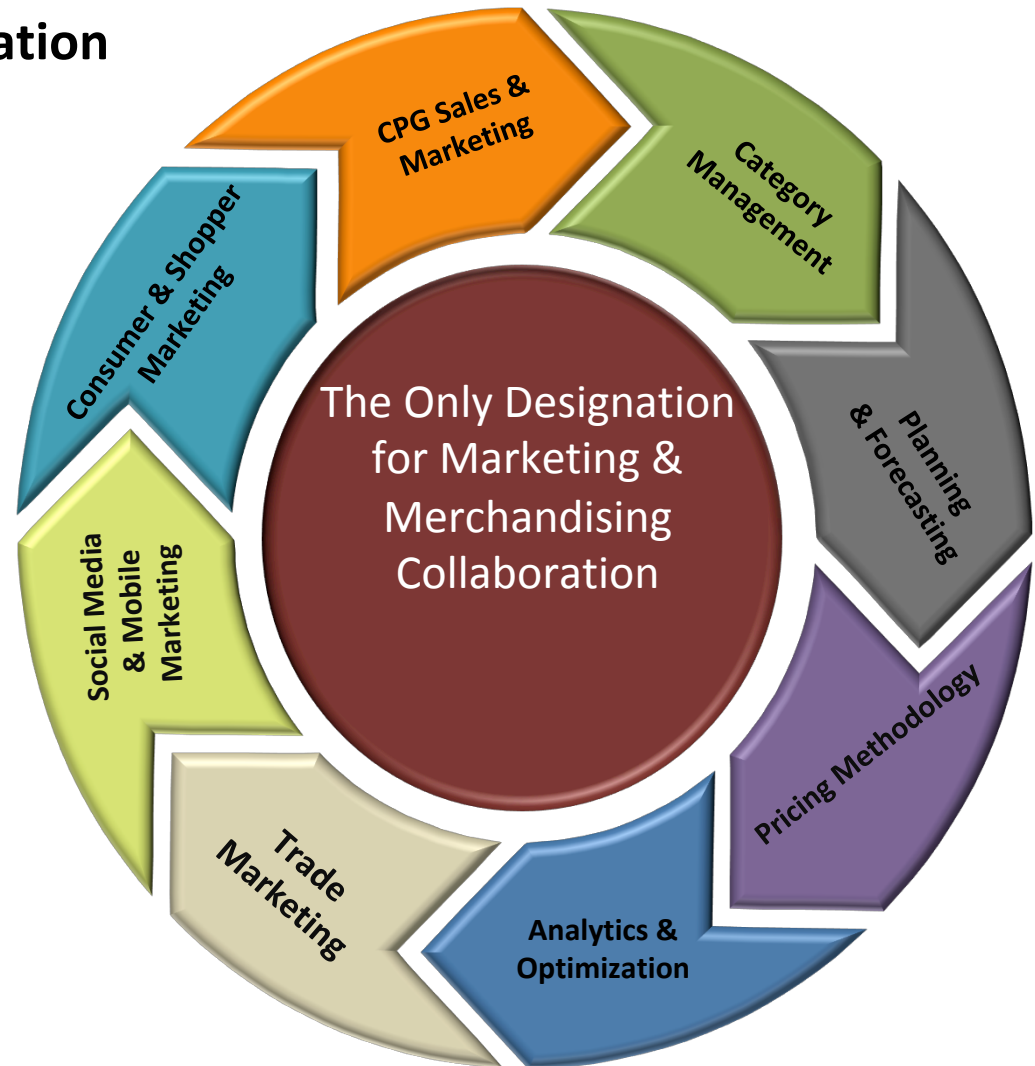 ation
CPG Sales &
Marketing
Category
Management
Planning
& Forecasting
Pricing Methodology
Analytics &
Optimization
Trade
Marketing
Social Media
& Mobile
Marketing
Consumer & Shopper
Marketing
The Only Designation
for Marketing &
Merchandising
Collaboration